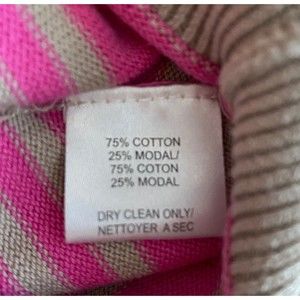 75% COTTON
25% MODAL/
75% COTON
25% MODAL
DRY CLEAN ONLY/
NETTOYER A SEC